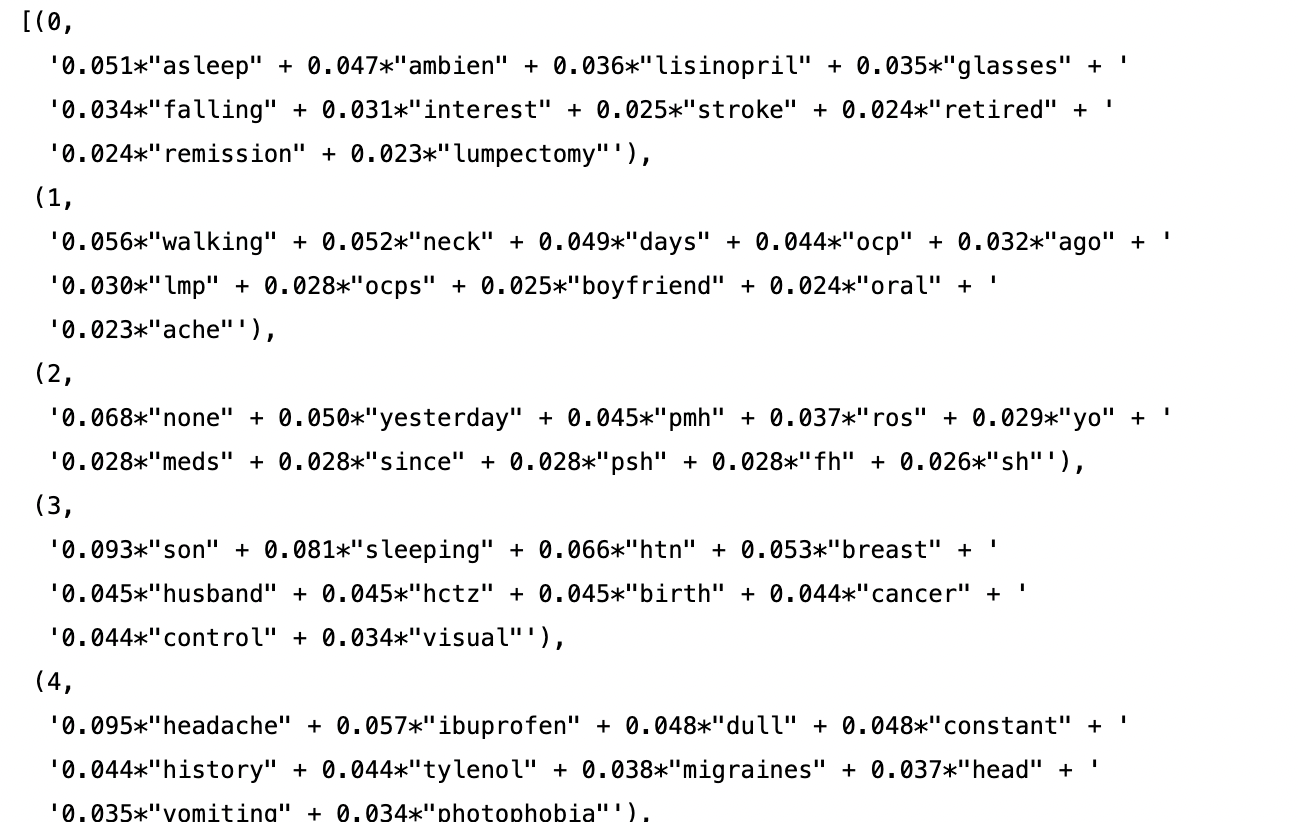 [(0,
'0.051*"asleep" + 0.047*"ambien" + 0.036*"lisinopril" + 0.035*"glasses" + '
'0.034*"falling" + 0.031*"interest" + 0.025*"stroke" + 0.024*"retired" + '
'0.024*"remission" + 0.023*"lumpectomy"'),
(1,
'0.056*"walking" + 0.052*"neck" + 0.049*"days" + 0.044*"ocp" + 0.032*"ago" + '
'0.030*"lmp" + 0.028*"ocps" + 0.025*"boyfriend" + 0.024*"oral" + '
'0.023*"ache"'),
(2,
'0.068*"none" + 0.050*"yesterday" + 0.045*"pmh" + 0.037*"ros" + 0.029*"yo" + '
'0.028*"meds" + 0.028*"since" + 0.028*"psh" + 0.028*"fh" + 0.026*"sh"'),
(3,
'0.093*"son" + 0.081*"sleeping" + 0.066*"htn" + 0.053*"breast" + '
'0.045*"husband" + 0.045*"hctz" + 0.045*"birth" + 0.044*"cancer" + '
'0.044*"control" + 0.034*"visual"'),
(4,
'0.095*"headache" + 0.057*"ibuprofen" + 0.048*"dull" + 0.048*"constant" + '
'0.044*"history" + 0.044*"tylenol" + 0.038*"migraines" + 0.037*"head" + '
'0.035*"vomiting" + 0.034*"photophobia"'),